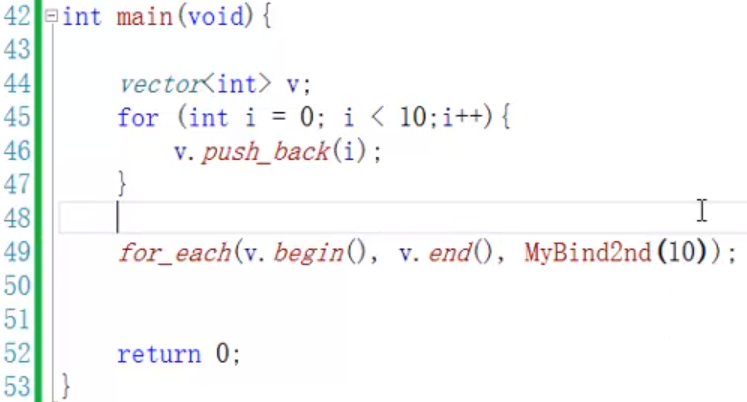 42 int main(void){
43
44 vector<int> v;
45 for (int i = 0; i < 10;i++){
46 v.push_back(i);
47 }
48
49 for_each(v.begin(), v.end(), MyBind2nd(10));
50
51
52 return 0;
53 }